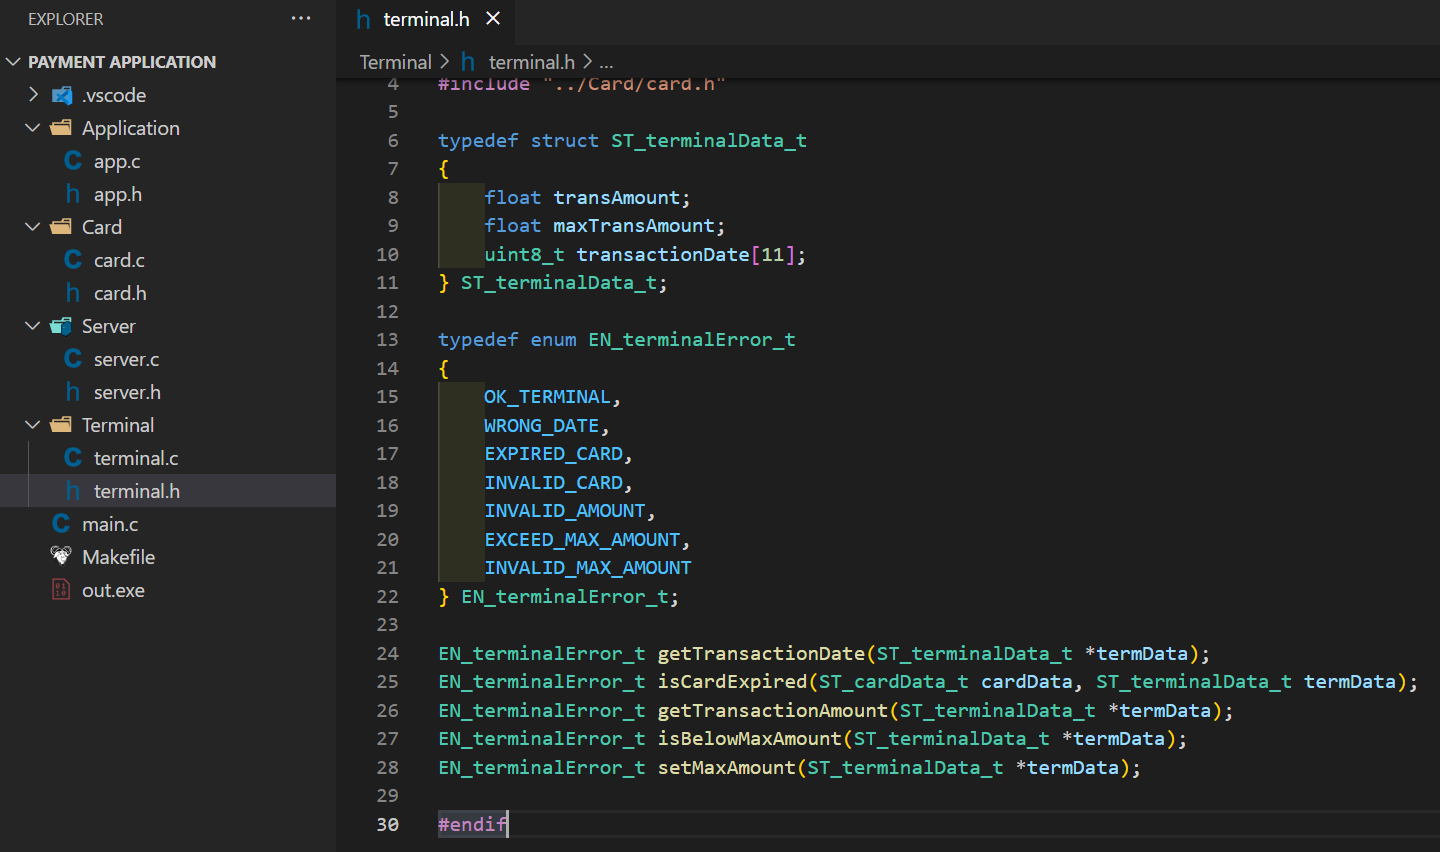 EXPLORER
...
PAYMENT APPLICATION
.vscode
Application
C app.c
h app.h
Card
C card.c
h card.h
Server
C server.c
h server.h
Terminal
C terminal.c
h terminal.h
C main.c
Makefile
out.exe
h terminal.h ×
Terminal > h terminal.h > ...
4 #include "../Card/card.h"
5
6 typedef struct ST_terminalData_t
7 {
8 float transAmount;
9 float maxTransAmount;
10 uint8_t transactionDate[11];
11 } ST_terminalData_t;
12
13 typedef enum EN_terminalError_t
14 {
15 OK_TERMINAL,
16 WRONG_DATE,
17 EXPIRED_CARD,
18 INVALID_CARD,
19 INVALID_AMOUNT,
20 EXCEED_MAX_AMOUNT,
21 INVALID_MAX_AMOUNT
22 } EN_terminalError_t;
23
24 EN_terminalError_t getTransactionDate(ST_terminalData_t *termData);
25 EN_terminalError_t isCardExpired(ST_cardData_t cardData, ST_terminalData_t termData);
26 EN_terminalError_t getTransactionAmount(ST_terminalData_t *termData);
27 EN_terminalError_t isBelowMaxAmount(ST_terminalData_t *termData);
28 EN_terminalError_t setMaxAmount(ST_terminalData_t *termData);
29
30 #endif